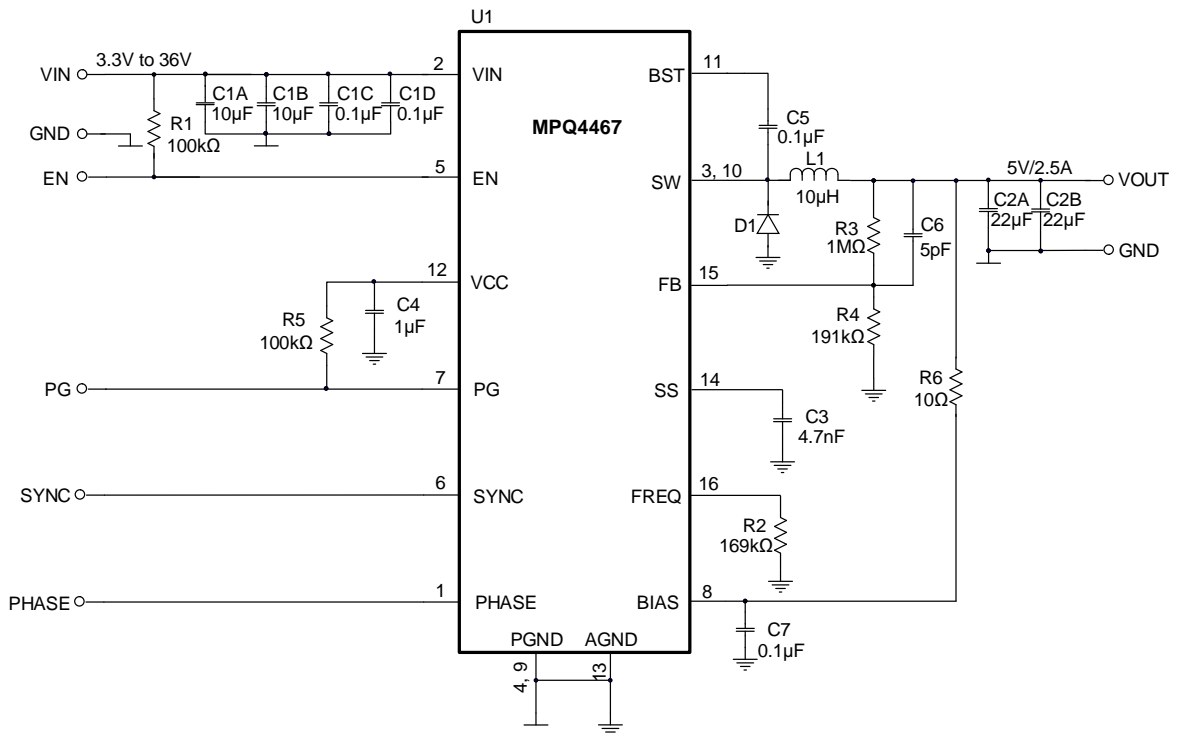 U1
MPQ4467
VIN
3.3V to 36V
2
VIN
C1A
10µF
C1B
10µF
C1C
0.1µF
C1D
0.1µF
GND
R1
100kΩ
EN
5
EN
12
VCC
C4
1µF
R5
100kΩ
PG
7
PG
SYNC
6
SYNC
PHASE
1
PHASE
PGND
AGND
4, 9
13
BST
11
C5
0.1µF
SW
3, 10
L1
10µH
D1
5V/2.5A
VOUT
R3
1MΩ
C6
5pF
C2A
22µF
C2B
22µF
GND
FB
15
R4
191kΩ
R6
10Ω
SS
14
C3
4.7nF
FREQ
16
R2
169kΩ
BIAS
8
C7
0.1µF